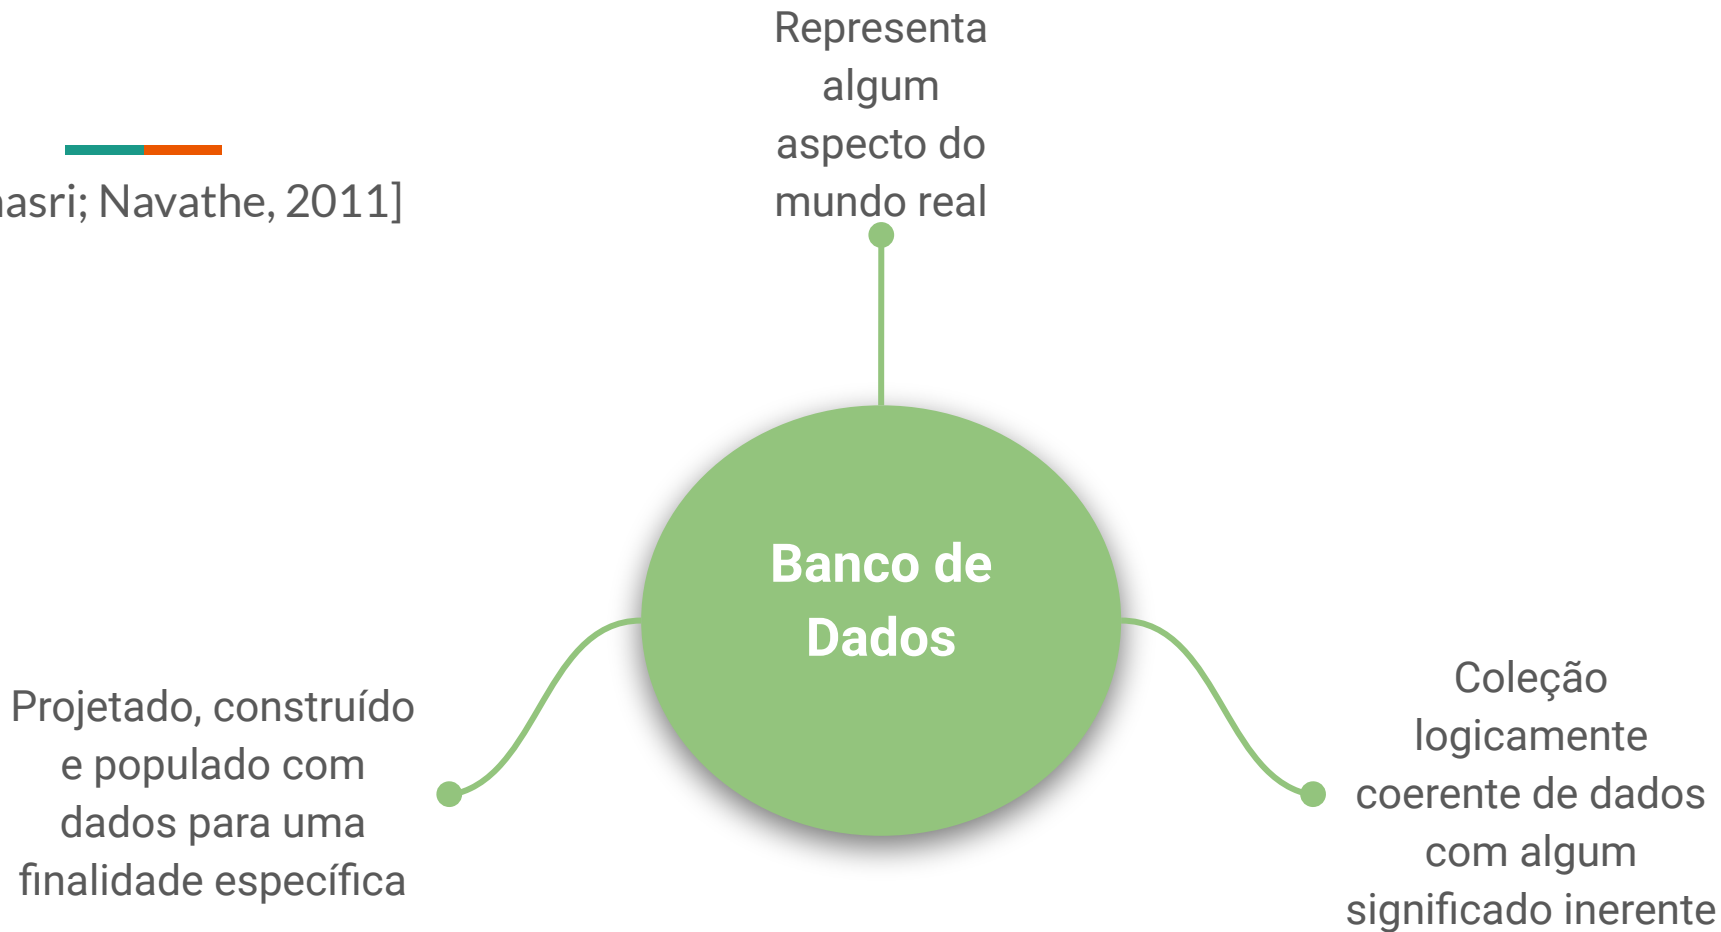 Representa
algum
aspecto do
mundo real
Navathe, 2011]
Banco de
Dados
Projetado, construído
e populado com
dados para uma
finalidade específica
Coleção
logicamente
coerente de dados
com algum
significado inerente